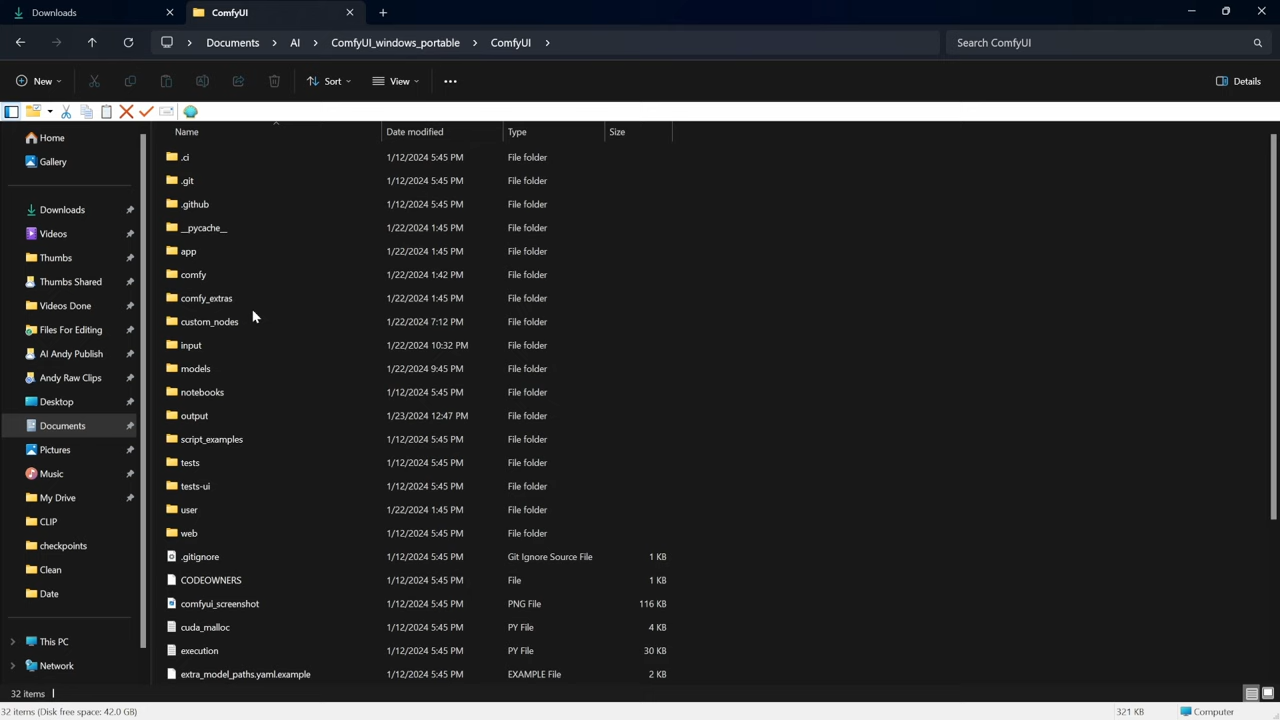 Downloads
ComfyUI
Documents AI ComfyUI_windows_portable ComfyUI
Search ComfyUI
New Sort View Details
Name Date modified Type Size
Home
Gallery
Downloads
Videos
Thumbs
Thumbs Shared
Videos Done
Files For Editing
AI Andy Publish
Andy Raw Clips
Desktop
Documents
Pictures
Music
My Drive
CLIP
checkpoints
Clean
Date
This PC
Network
.ci 1/12/2024 5:45 PM File folder
.git 1/12/2024 5:45 PM File folder
.github 1/12/2024 5:45 PM File folder
__pycache__ 1/22/2024 1:45 PM File folder
app 1/22/2024 1:45 PM File folder
comfy 1/22/2024 1:42 PM File folder
comfy_extras 1/22/2024 1:45 PM File folder
custom_nodes 1/22/2024 7:12 PM File folder
input 1/22/2024 10:32 PM File folder
models 1/22/2024 9:45 PM File folder
notebooks 1/12/2024 5:45 PM File folder
output 1/23/2024 12:47 PM File folder
script_examples 1/12/2024 5:45 PM File folder
tests 1/12/2024 5:45 PM File folder
tests-ui 1/12/2024 5:45 PM File folder
user 1/22/2024 1:45 PM File folder
web 1/12/2024 5:45 PM File folder
.gitignore 1/12/2024 5:45 PM Git Ignore Source File 1 KB
CODEOWNERS 1/12/2024 5:45 PM File 1 KB
comfyui_screenshot 1/12/2024 5:45 PM PNG File 116 KB
cuda_malloc 1/12/2024 5:45 PM PY File 4 KB
execution 1/12/2024 5:45 PM PY File 30 KB
extra_model_paths.yaml.example 1/12/2024 5:45 PM EXAMPLE File 2 KB
32 items
32 items (Disk free space: 42.0 GB) 321 KB Computer